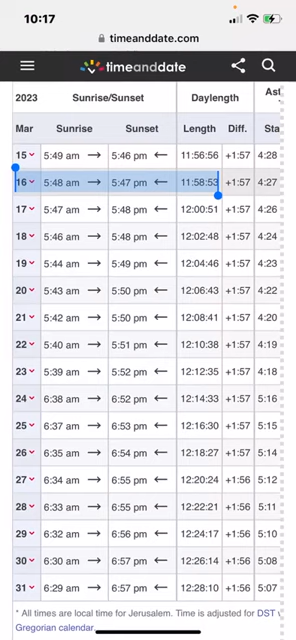 10:17
timeanddate.com
timeanddate
2023 Sunrise/Sunset Daylength Ast
Mar Sunrise Sunset Length Diff. Sta
15 5:49 am → 5:46 pm ← 11:56:56 +1:57 4:28
16 5:48 am → 5:47 pm ← 11:58:53 +1:57 4:27
17 5:47 am → 5:48 pm ← 12:00:51 +1:57 4:26
18 5:46 am → 5:48 pm ← 12:02:48 +1:57 4:24
19 5:44 am → 5:49 pm ← 12:04:46 +1:57 4:23
20 5:43 am → 5:50 pm ← 12:06:43 +1:57 4:22
21 5:42 am → 5:50 pm ← 12:08:41 +1:57 4:20
22 5:40 am → 5:51 pm ← 12:10:38 +1:57 4:19
23 5:39 am → 5:52 pm ← 12:12:35 +1:57 4:18
24 6:38 am → 6:52 pm ← 12:14:33 +1:57 5:16
25 6:37 am → 6:53 pm ← 12:16:30 +1:57 5:15
26 6:35 am → 6:54 pm ← 12:18:27 +1:57 5:14
27 6:34 am → 6:55 pm ← 12:20:24 +1:56 5:12
28 6:33 am → 6:55 pm ← 12:22:21 +1:56 5:11
29 6:32 am → 6:56 pm ← 12:24:17 +1:56 5:10
30 6:30 am → 6:57 pm ← 12:26:14 +1:56 5:08
31 6:29 am → 6:57 pm ← 12:28:10 +1:56 5:07
* All times are local time for Jerusalem. Time is adjusted for DST w
Gregorian calendar.